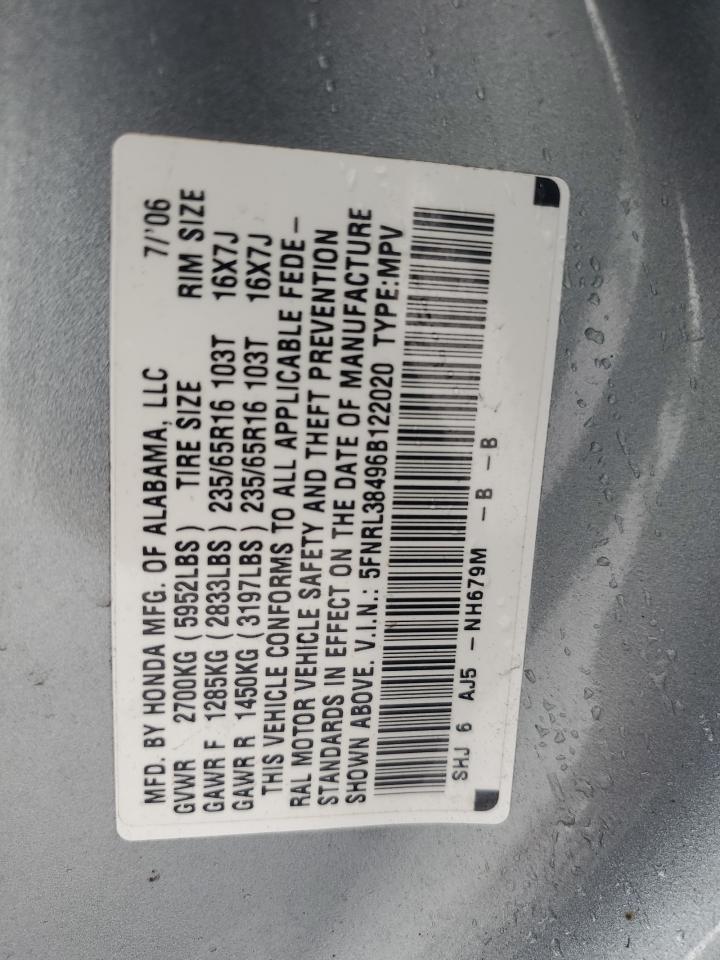 MFD. BY HONDA MFG. OF ALABAMA, LLC 7/'06
GVWR 2700KG (5952LBS ) TIRE SIZE RIM SIZE
GAWR F 1285KG (2833LBS ) 235/65R16 103T 16X7J
GAWR R 1450KG (3197LBS ) 235/65R16 103T 16X7J
THIS VEHICLE CONFORMS TO ALL APPLICABLE FEDE-
RAL MOTOR VEHICLE SAFETY AND THEFT PREVENTION
STANDARDS IN EFFECT ON THE DATE OF MANUFACTURE
SHOWN ABOVE. V.I.N.: 5FNRL38496B122020 TYPE:MPV
SHJ 6 AJ5 -NH679M -B -B